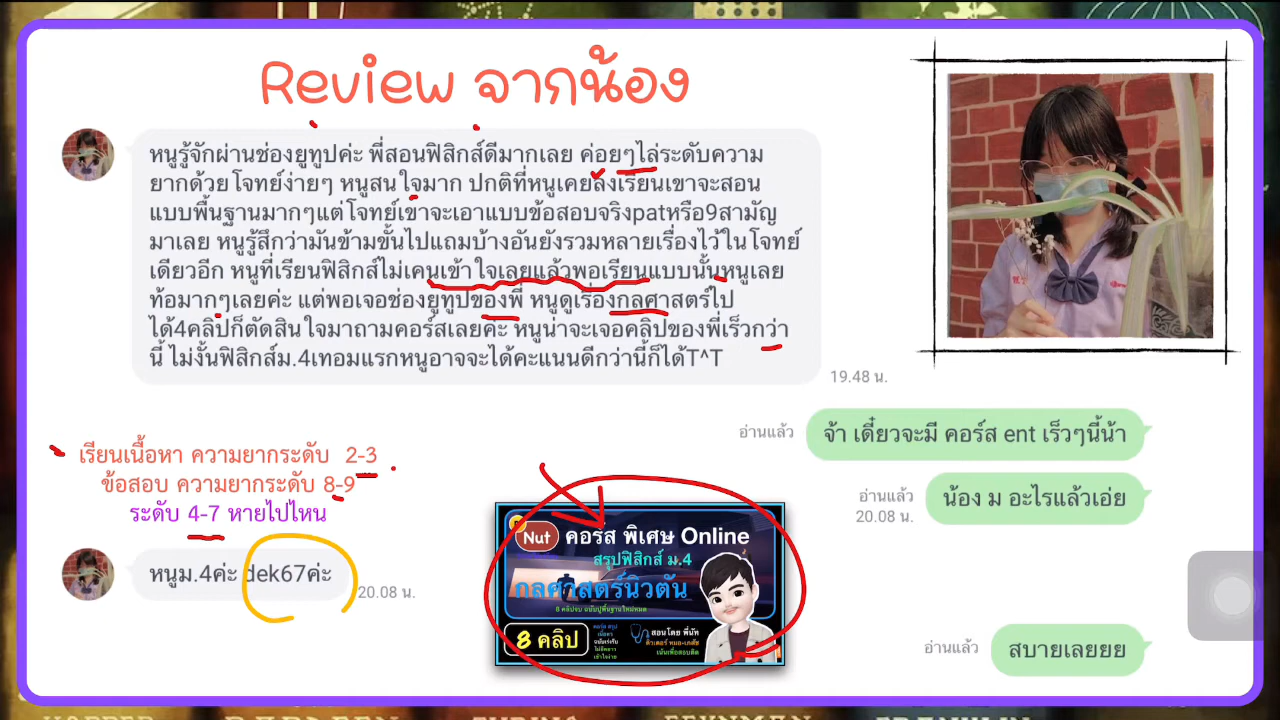 Review จากน้อง
หนูรู้จักผ่านช่องยูทูปค่ะ พี่สอนฟิสิกส์ดีมากเลย ค่อยๆไล่ระดับความ
ยากด้วย โจทย์ง่ายๆ หนูสนใจมาก ปกติที่หนูเคยลงเรียนเขาจะสอน
แบบพื้นฐานมากๆแต่โจทย์เขาจะเอาแบบข้อสอบจริงpatหรือ9สามัญ
มาเลย หนูรู้สึกว่ามันข้ามขั้นไปแถมบ้างอันยังรวมหลายเรื่องไว้ในโจทย์
เดียวอีก หนูที่เรียนฟิสิกส์ไม่เคนเข้าใจเลยแล้วพอเรียนแบบนั้นหนูเลย
ท้อมากๆเลยค่ะ แต่พอเจอช่องยูทูปของพี่ หนูดูเรื่องกลศาสตร์ไป
ได้4คลิปก็ตัดสินใจมาถามคอร์สเลยค่ะ หนูน่าจะเจอคลิปของพี่เร็วกว่า
นี้ ไม่งั้นฟิสิกส์ม.4เทอมแรกหนูอาจจะได้คะแนนดีกว่านี้ก็ได้T^T
19.48 น.
อ่านแล้ว
จ้า เดี๋ยวจะมี คอร์ส ent เร็วๆนี้น้า
เรียนเนื้อหา ความยากระดับ 2-3
ข้อสอบ ความยากระดับ 8-9
ระดับ 4-7 หายไปไหน
อ่านแล้ว
20.08 น.
น้อง ม อะไรแล้วเอ่ย
หนูม.4ค่ะ dek67ค่ะ
20.08 น.
Nut
คอร์ส พิเศษ Online
สรุปฟิสิกส์ ม.4
กลศาสตร์นิวตัน
8 คลิป
สอนโดย พี่นัท
อ่านแล้ว
สบายเลยยย